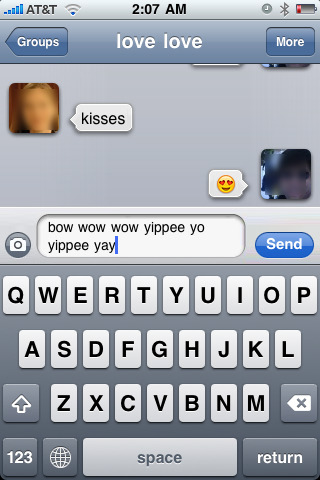 AT&T 2:07 AM
Groups love love More
kisses
😍
bow wow wow yippee yo
yippee yay
Send
Q W E R T Y U I O P
A S D F G H J K L
Z X C V B N M
123 space return